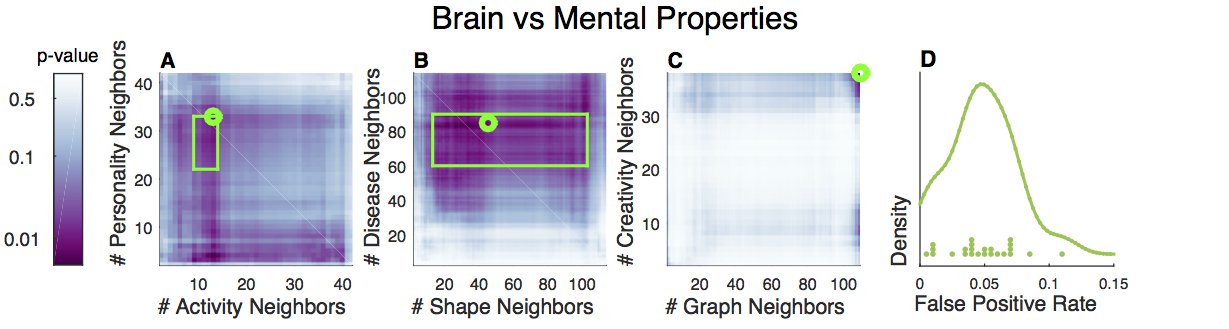 Brain vs Mental Properties
p-value
0.5
0.1
0.01
A
# Personality Neighbors
40
30
20
10
10 20 30 40
# Activity Neighbors
B
# Disease Neighbors
100
80
60
40
20
20 40 60 80 100
# Shape Neighbors
C
# Creativity Neighbors
30
20
10
20 40 60 80 100
# Graph Neighbors
D
Density
0 0.05 0.1 0.15
False Positive Rate